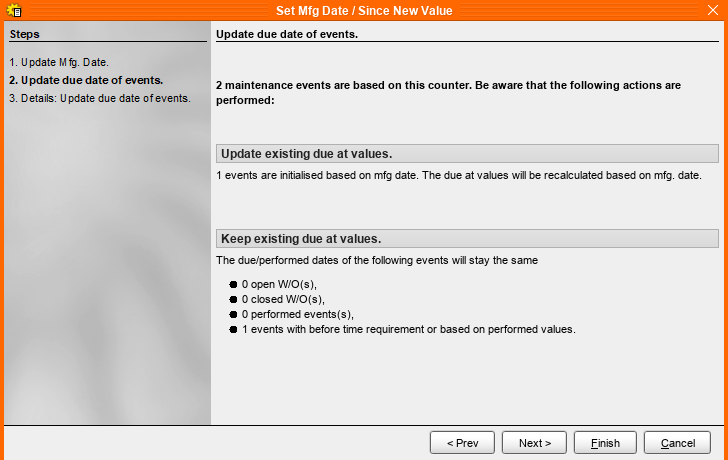 Set Mfg Date / Since New Value
Steps
1. Update Mfg. Date.
2. Update due date of events.
3. Details: Update due date of events.
Update due date of events.
2 maintenance events are based on this counter. Be aware that the following actions are
performed:
Update existing due at values.
1 events are initialised based on mfg date. The due at values will be recalculated based on mfg. date.
Keep existing due at values.
The due/performed dates of the following events will stay the same
● 0 open W/O(s),
● 0 closed W/O(s),
● 0 performed events(s),
● 1 events with before time requirement or based on performed values.
< Prev
Next >
Finish
Cancel